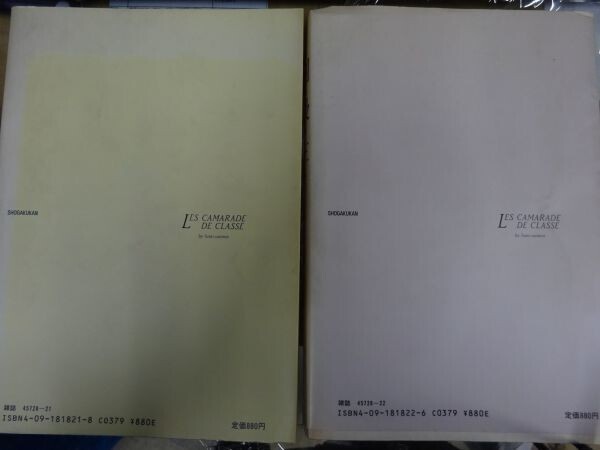 SHOGAKUKAN
LES CAMARADE
DE CLASSE
雑誌 45728-21
ISBN4-09-181821-8 C0379 ¥880E
定価880円
SHOGAKUKAN
LES CAMARADE
DE CLASSE
雑誌 45728-22
ISBN4-09-181822-6 C0379 ¥880E
定価880円